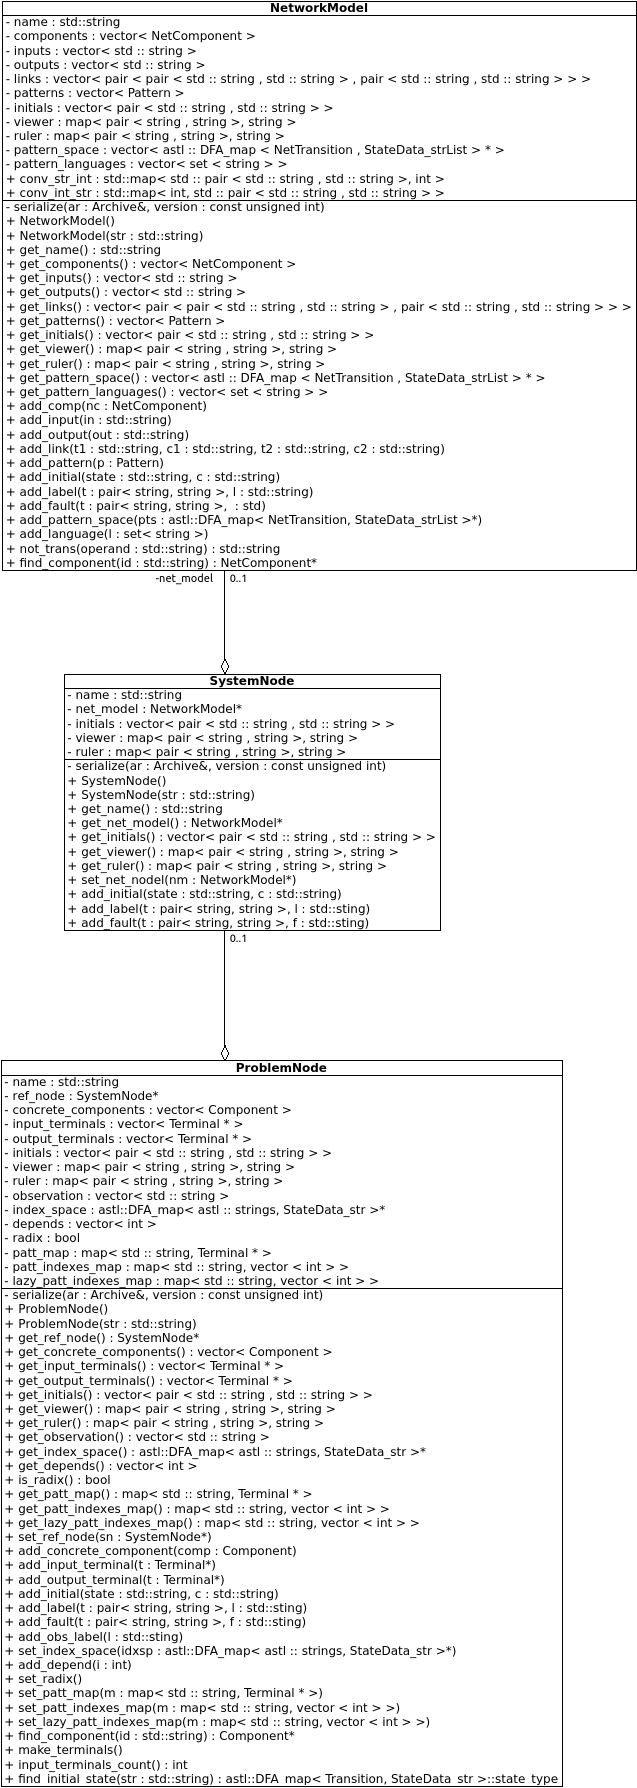 NetworkModel
- name : std::string
- components : vector< NetComponent >
- inputs : vector< std :: string >
- outputs : vector< std :: string >
- links : vector< pair < pair < std :: string , std :: string > , pair < std :: string , std :: string > > >
- patterns : vector< Pattern >
- initials : vector< pair < std :: string , std :: string > >
- viewer : map< pair < string , string >, string >
- ruler : map< pair < string , string >, string >
- pattern_space : vector< astl :: DFA_map < NetTransition , StateData_strList > * >
- pattern_languages : vector< set < string > >
+ conv_str_int : std::map< std :: pair < std :: string , std :: string >, int >
+ conv_int_str : std::map< int, std :: pair < std :: string , std :: string > >
- serialize(ar : Archive&, version : const unsigned int)
+ NetworkModel()
+ NetworkModel(str : std::string)
+ get_name() : std::string
+ get_components() : vector< NetComponent >
+ get_inputs() : vector< std :: string >
+ get_outputs() : vector< std :: string >
+ get_links() : vector< pair < pair < std :: string , std :: string > , pair < std :: string , std :: string > > >
+ get_patterns() : vector< Pattern >
+ get_initials() : vector< pair < std :: string , std :: string > >
+ get_viewer() : map< pair < string , string >, string >
+ get_ruler() : map< pair < string , string >, string >
+ get_pattern_space() : vector< astl :: DFA_map < NetTransition , StateData_strList > * >
+ get_pattern_languages() : vector< set < string > >
+ add_comp(nc : NetComponent)
+ add_input(in : std::string)
+ add_output(out : std::string)
+ add_link(t1 : std::string, c1 : std::string, t2 : std::string, c2 : std::string)
+ add_pattern(p : Pattern)
+ add_initial(state : std::string, c : std::string)
+ add_label(t : pair< string, string >, l : std::string)
+ add_fault(t : pair< string, string >,  : std)
+ add_pattern_space(pts : astl::DFA_map< NetTransition, StateData_strList >*)
+ add_language(l : set< string >)
+ not_trans(operand : std::string) : std::string
+ find_component(id : std::string) : NetComponent*
-net_model 0..1
SystemNode
- name : std::string
- net_model : NetworkModel*
- initials : vector< pair < std :: string , std :: string > >
- viewer : map< pair < string , string >, string >
- ruler : map< pair < string , string >, string >
- serialize(ar : Archive&, version : const unsigned int)
+ SystemNode()
+ SystemNode(str : std::string)
+ get_name() : std::string
+ get_net_model() : NetworkModel*
+ get_initials() : vector< pair < std :: string , std :: string > >
+ get_viewer() : map< pair < string , string >, string >
+ get_ruler() : map< pair < string , string >, string >
+ set_net_nodel(nm : NetworkModel*)
+ add_initial(state : std::string, c : std::string)
+ add_label(t : pair< string, string >, l : std::sting)
+ add_fault(t : pair< string, string >, f : std::sting)
0..1
ProblemNode
- name : std::string
- ref_node : SystemNode*
- concrete_components : vector< Component >
- input_terminals : vector< Terminal * >
- output_terminals : vector< Terminal * >
- initials : vector< pair < std :: string , std :: string > >
- viewer : map< pair < string , string >, string >
- ruler : map< pair < string , string >, string >
- observation : vector< std :: string >
- index_space : astl::DFA_map< astl :: strings, StateData_str >*
- depends : vector< int >
- radix : bool
- patt_map : map< std :: string, Terminal * >
- patt_indexes_map : map< std :: string, vector < int > >
- lazy_patt_indexes_map : map< std :: string, vector < int > >
- serialize(ar : Archive&, version : const unsigned int)
+ ProblemNode()
+ ProblemNode(str : std::string)
+ get_ref_node() : SystemNode*
+ get_concrete_components() : vector< Component >
+ get_input_terminals() : vector< Terminal * >
+ get_output_terminals() : vector< Terminal * >
+ get_initials() : vector< pair < std :: string , std :: string > >
+ get_viewer() : map< pair < string , string >, string >
+ get_ruler() : map< pair < string , string >, string >
+ get_observation() : vector< std :: string >
+ get_index_space() : astl::DFA_map< astl :: strings, StateData_str >*
+ get_depends() : vector< int >
+ is_radix() : bool
+ get_patt_map() : map< std :: string, Terminal * >
+ get_patt_indexes_map() : map< std :: string, vector < int > >
+ get_lazy_patt_indexes_map() : map< std :: string, vector < int > >
+ set_ref_node(sn : SystemNode*)
+ add_concrete_component(comp : Component)
+ add_input_terminal(t : Terminal*)
+ add_output_terminal(t : Terminal*)
+ add_initial(state : std::string, c : std::string)
+ add_label(t : pair< string, string >, l : std::sting)
+ add_fault(t : pair< string, string >, f : std::sting)
+ add_obs_label(l : std::sting)
+ set_index_space(idxsp : astl::DFA_map< astl :: strings, StateData_str >*)
+ add_depend(i : int)
+ set_radix()
+ set_patt_map(m : map< std :: string, Terminal * >)
+ set_patt_indexes_map(m : map< std :: string, vector < int > >)
+ set_lazy_patt_indexes_map(m : map< std :: string, vector < int > >)
+ find_component(id : std::string) : Component*
+ make_terminals()
+ input_terminals_count() : int
+ find_initial_state(str : std::string) : astl::DFA_map< Transition, StateData_str >::state_type